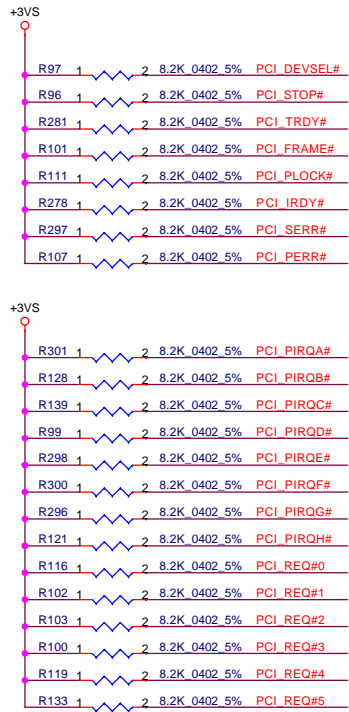 +3VS
R97 1 2 8.2K_0402_5% PCI_DEVSEL#
R96 1 2 8.2K_0402_5% PCI_STOP#
R281 1 2 8.2K_0402_5% PCI_TRDY#
R101 1 2 8.2K_0402_5% PCI_FRAME#
R111 1 2 8.2K_0402_5% PCI_PLOCK#
R278 1 2 8.2K_0402_5% PCI_IRDY#
R297 1 2 8.2K_0402_5% PCI_SERR#
R107 1 2 8.2K_0402_5% PCI_PERR#
+3VS
R301 1 2 8.2K_0402_5% PCI_PIRQA#
R128 1 2 8.2K_0402_5% PCI_PIRQB#
R139 1 2 8.2K_0402_5% PCI_PIRQC#
R99 1 2 8.2K_0402_5% PCI_PIRQD#
R298 1 2 8.2K_0402_5% PCI_PIRQE#
R300 1 2 8.2K_0402_5% PCI_PIRQF#
R296 1 2 8.2K_0402_5% PCI_PIRQG#
R121 1 2 8.2K_0402_5% PCI_PIRQH#
R116 1 2 8.2K_0402_5% PCI_REQ#0
R102 1 2 8.2K_0402_5% PCI_REQ#1
R103 1 2 8.2K_0402_5% PCI_REQ#2
R100 1 2 8.2K_0402_5% PCI_REQ#3
R119 1 2 8.2K_0402_5% PCI_REQ#4
R133 1 2 8.2K_0402_5% PCI_REQ#5